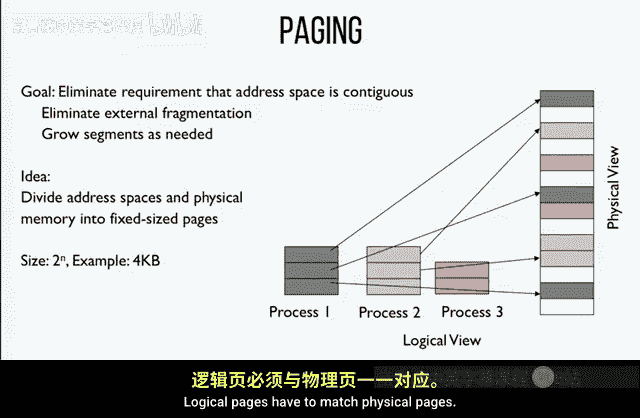 PAGING
Goal: Eliminate requirement that address space is contiguous
Eliminate external fragmentation
Grow segments as needed
Idea:
Divide address spaces and physical
memory into fixed-sized pages
Size: 2ⁿ, Example: 4KB
Process 1
Process 2
Process 3
Logical View
Physical View
逻辑页必须与物理页一一对应。
Logical pages have to match physical pages.